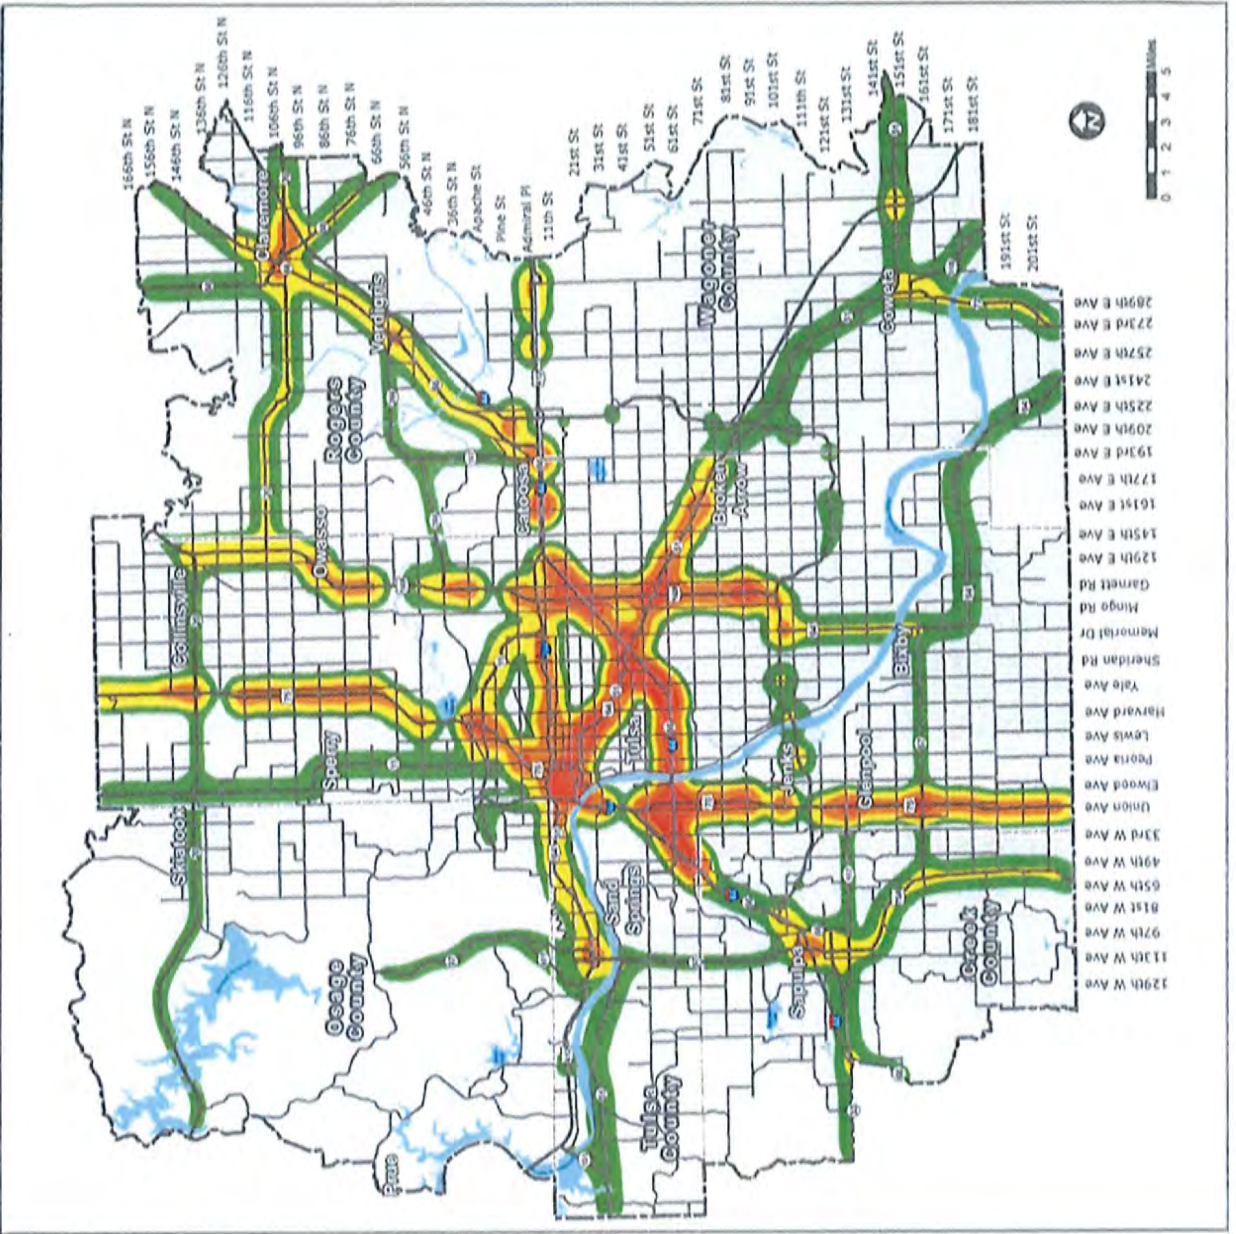 166th St N
156th St N
146th St N
136th St N
126th St N
116th St N
106th St N
96th St N
86th St N
76th St N
66th St N
56th St N
46th St N
36th St N
Apache St
Pine St
Admiral Pl
11th St
21st St
31st St
41st St
51st St
61st St
71st St
81st St
91st St
101st St
111th St
121st St
131st St
141st St
151st St
161st St
171st St
181st St
191st St
201st St
289th E Ave
273rd E Ave
257th E Ave
241st E Ave
225th E Ave
209th E Ave
193rd E Ave
177th E Ave
161st E Ave
145th E Ave
129th E Ave
Garnett Rd
Mingo Rd
Memorial Dr
Sheridan Rd
Yale Ave
Harvard Ave
Lewis Ave
Peoria Ave
Elwood Ave
Union Ave
33rd W Ave
49th W Ave
65th W Ave
81st W Ave
97th W Ave
113th W Ave
129th W Ave
Claremore
Verdigris
Rogers
County
Catoosa
Owasso
Collinsville
Sperry
Skiatook
Osage
County
Prue
Tulsa
County
Sand
Springs
Tulsa
Broken
Arrow
Wagoner
County
Coweta
Bixby
Jenks
Glenpool
Sapulpa
Creek
County
75
75
75
75
N
0 1 2 3 4 5
Miles